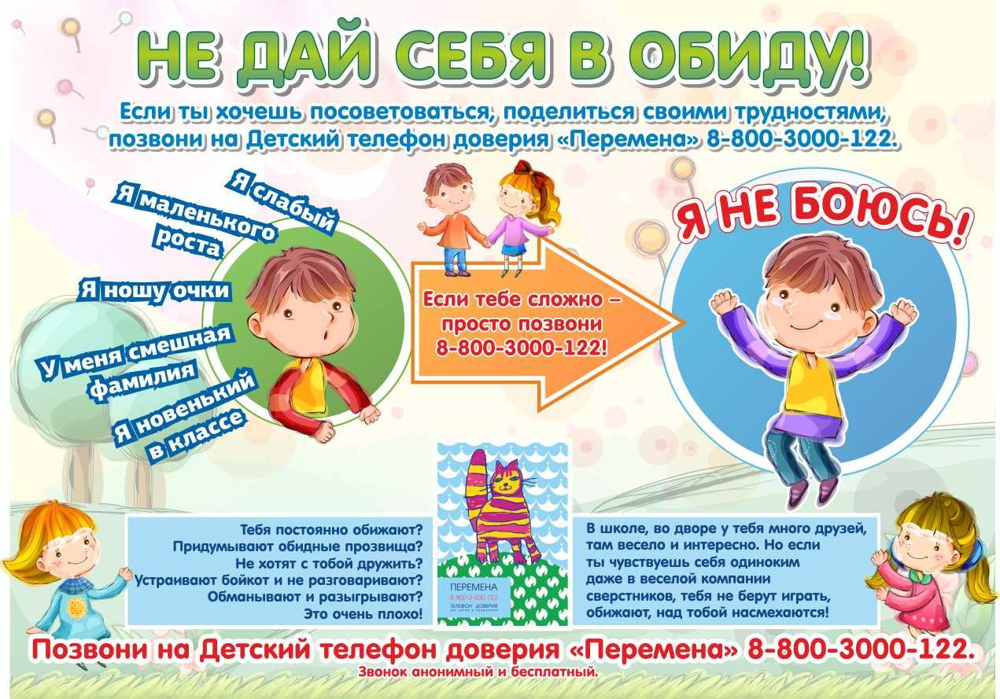 НЕ ДАЙ СЕБЯ В ОБИДУ!
Если ты хочешь посоветоваться, поделиться своими трудностями,
позвони на Детский телефон доверия «Перемена» 8-800-3000-122.
Я слабый
Я маленького
роста
Я ношу очки
У меня смешная
фамилия
Я новенький
в классе
Если тебе сложно –
просто позвони
8-800-3000-122!
Я НЕ БОЮСЬ!
Тебя постоянно обижают?
Придумывают обидные прозвища?
Не хотят с тобой дружить?
Устраивают бойкот и не разговаривают?
Обманывают и разыгрывают?
Это очень плохо!
ПЕРЕМЕНА
8-800-3-000-122
ТЕЛЕФОН ДОВЕРИЯ
для детей и подростков
В школе, во дворе у тебя много друзей,
там весело и интересно. Но если
ты чувствуешь себя одиноким
даже в веселой компании
сверстников, тебя не берут играть,
обижают, над тобой насмехаются!
Позвони на Детский телефон доверия «Перемена» 8-800-3000-122.
Звонок анонимный и бесплатный.